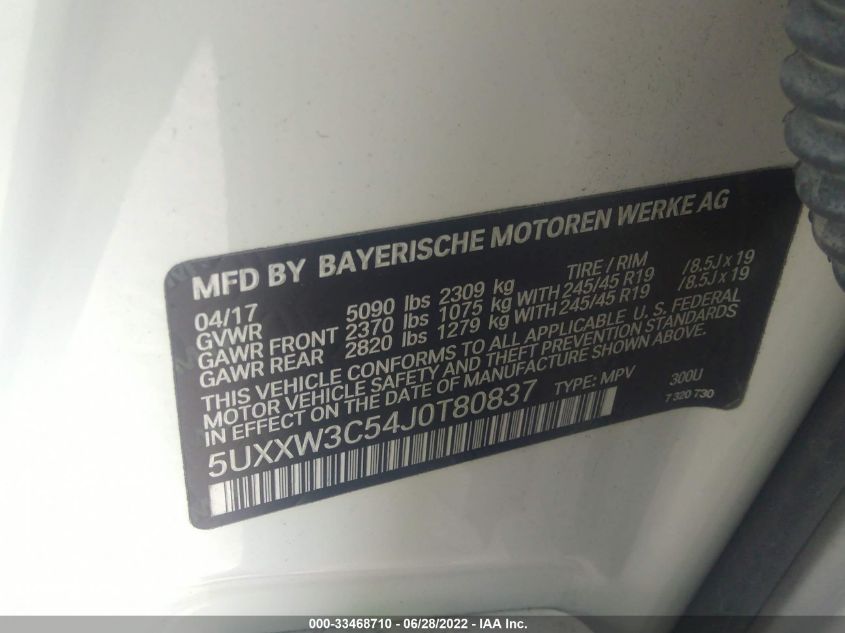 MFD BY BAYERISCHE MOTOREN WERKE AG
04/17 TIRE / RIM
GVWR 5090 lbs 2309 kg
GAWR FRONT 2370 lbs 1075 kg WITH 245/45 R19 /8.5J x 19
GAWR REAR 2820 lbs 1279 kg WITH 245/45 R19 /8.5J x 19
THIS VEHICLE CONFORMS TO ALL APPLICABLE U. S. FEDERAL
MOTOR VEHICLE SAFETY AND THEFT PREVENTION STANDARDS
IN EFFECT ON THE DATE OF MANUFACTURE SHOWN ABOVE.
5UXXW3C54J0T80837 TYPE: MPV 300U
7 320 730
000-33468710 - 06/28/2022 - IAA Inc.